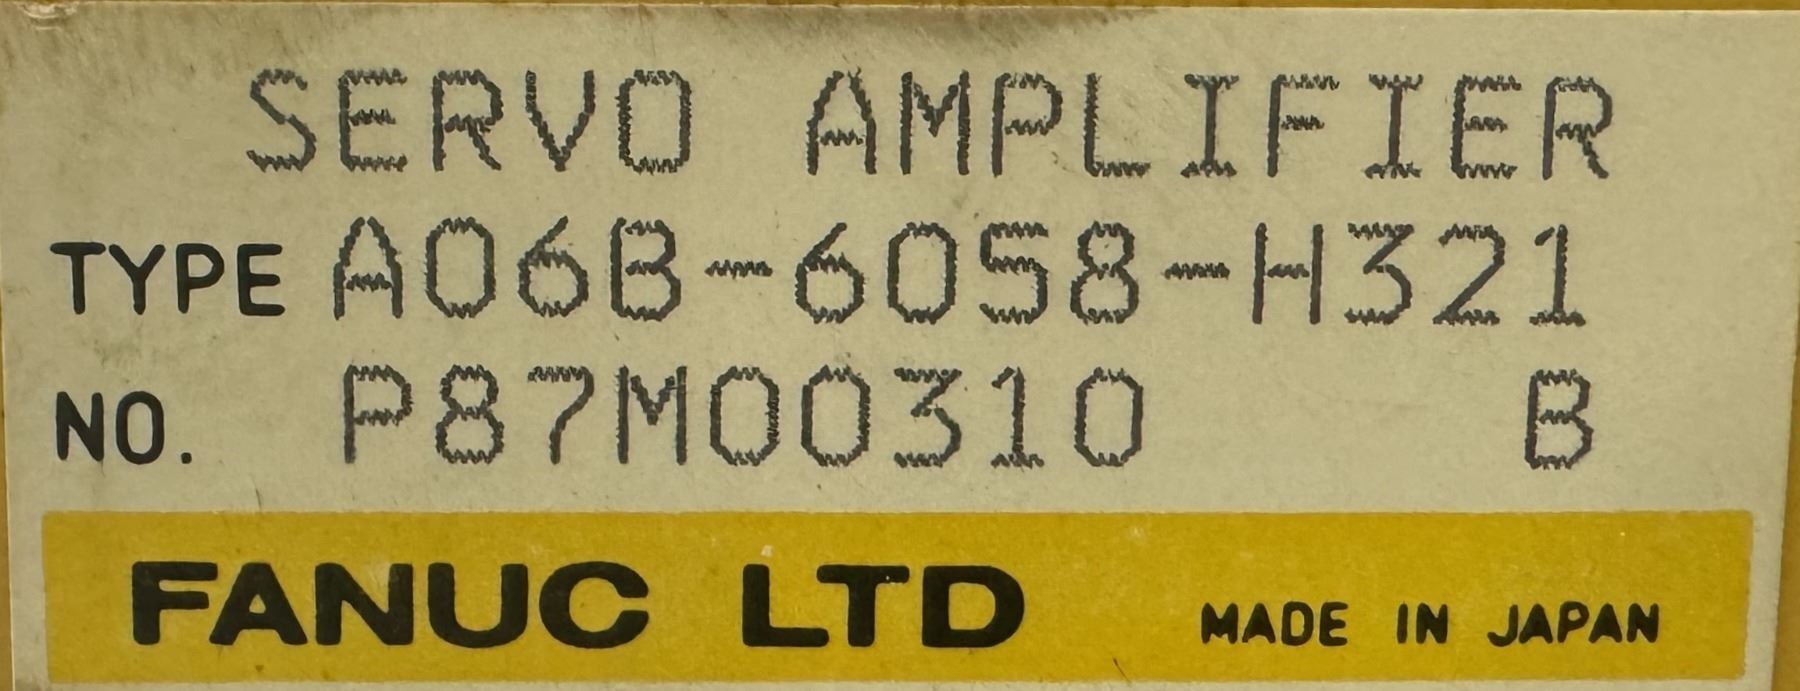 SERVO AMPLIFIER
TYPE A06B-6058-H321
NO. P87M00310 B
FANUC LTD MADE IN JAPAN